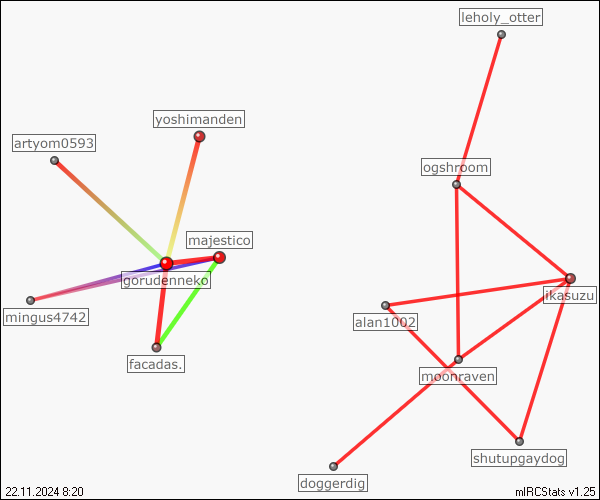 leholy_otter
yoshimanden
artyom0593
ogshroom
majestico
gorudenneko
ikasuzu
mingus4742
alan1002
facadas.
moonraven
shutupgaydog
doggerdig
22.11.2024 8:20
mIRCStats v1.25